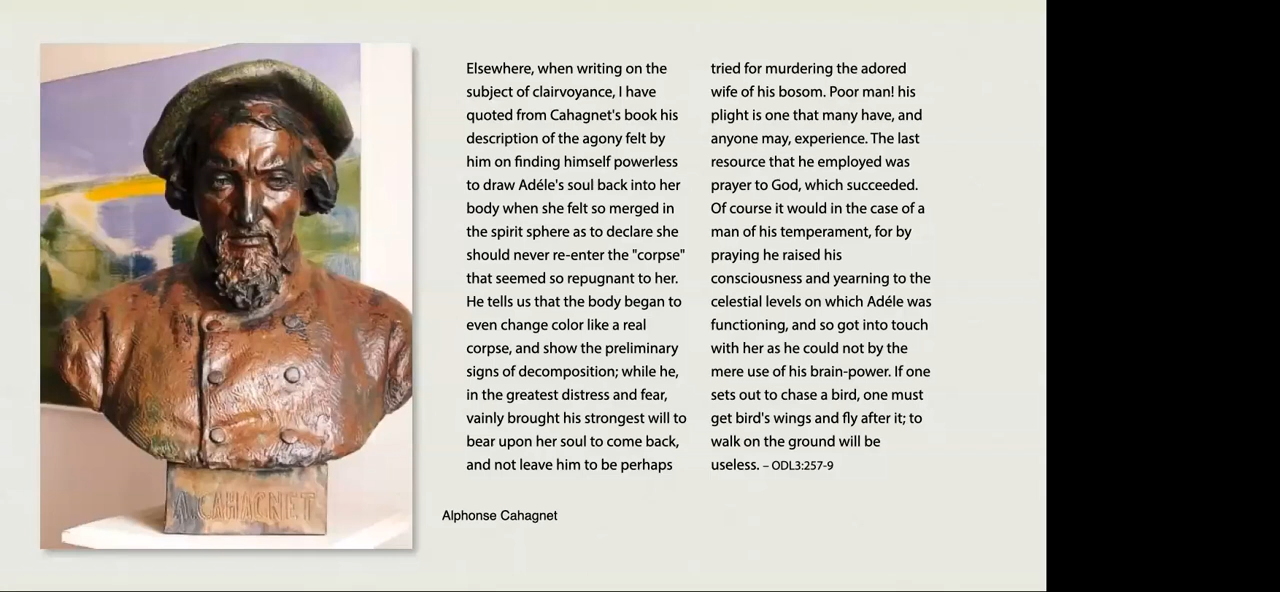 Elsewhere, when writing on the
subject of clairvoyance, I have
quoted from Cahagnet's book his
description of the agony felt by
him on finding himself powerless
to draw Adéle's soul back into her
body when she felt so merged in
the spirit sphere as to declare she
should never re-enter the "corpse"
that seemed so repugnant to her.
He tells us that the body began to
even change color like a real
corpse, and show the preliminary
signs of decomposition; while he,
in the greatest distress and fear,
vainly brought his strongest will to
bear upon her soul to come back,
and not leave him to be perhaps
tried for murdering the adored
wife of his bosom. Poor man! his
plight is one that many have, and
anyone may, experience. The last
resource that he employed was
prayer to God, which succeeded.
Of course it would in the case of a
man of his temperament, for by
praying he raised his
consciousness and yearning to the
celestial levels on which Adéle was
functioning, and so got into touch
with her as he could not by the
mere use of his brain-power. If one
sets out to chase a bird, one must
get bird's wings and fly after it; to
walk on the ground will be
useless. – ODL3:257-9
A.CAHAGNET
Alphonse Cahagnet